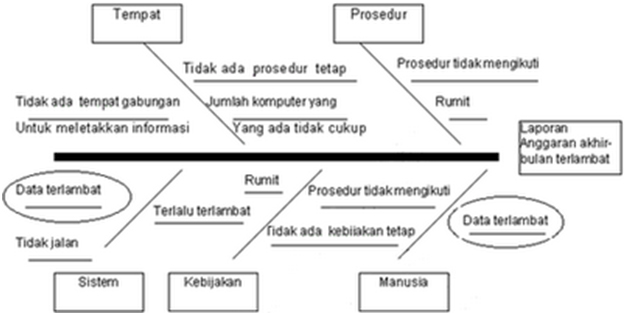 Tempat
Prosedur
Tidak ada prosedur tetap
Prosedur tidak mengikuti
Tidak ada tempat gabungan
Jumlah komputer yang
Rumit
Untuk meletakkan informasi
Yang ada tidak cukup
Laporan
Anggaran akhir-
bulan terlambat
Data terlambat
Rumit
Prosedur tidak mengikuti
Terlalu terlambat
Data terlambat
Tidak ada kebijakan tetap
Tidak jalan
Sistem
Kebijakan
Manusia